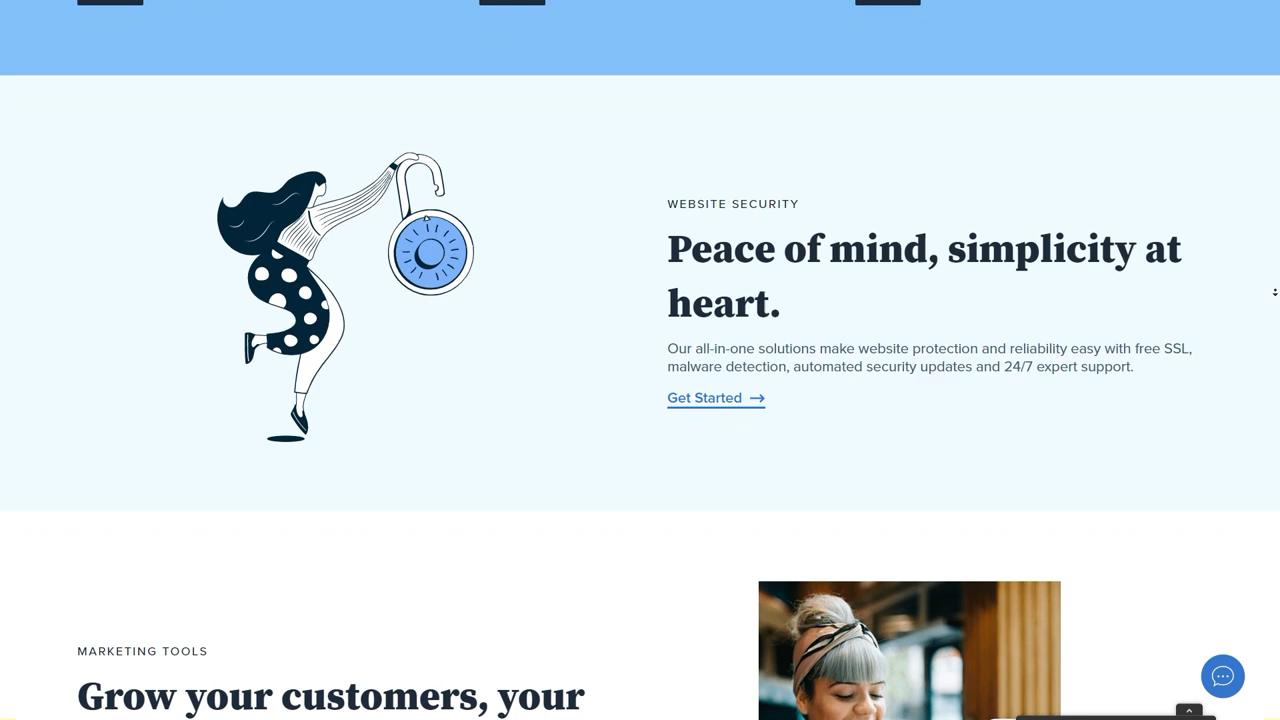 WEBSITE SECURITY
Peace of mind, simplicity at
heart.
Our all-in-one solutions make website protection and reliability easy with free SSL,
malware detection, automated security updates and 24/7 expert support.
Get Started
MARKETING TOOLS
Grow your customers, your